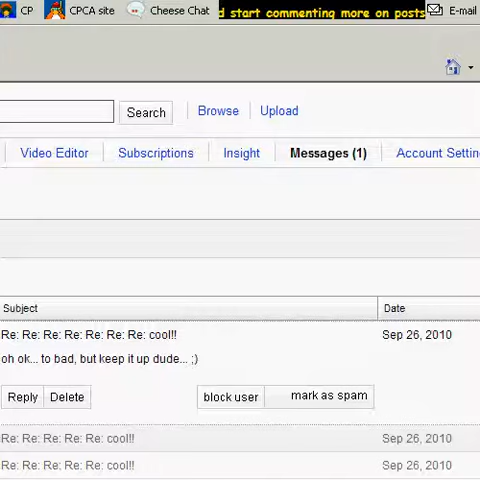 CP CPCA site Cheese Chat d start commenting more on posts E-mail
Search Browse Upload
Video Editor Subscriptions Insight Messages (1) Account Settin
Subject Date
Re: Re: Re: Re: Re: Re: Re: cool!! Sep 26, 2010
oh ok... to bad, but keep it up dude... ;)
Reply Delete block user mark as spam
Re: Re: Re: Re: Re: cool!! Sep 26, 2010
Re: Re: Re: Re: Re: cool!! Sep 26, 2010